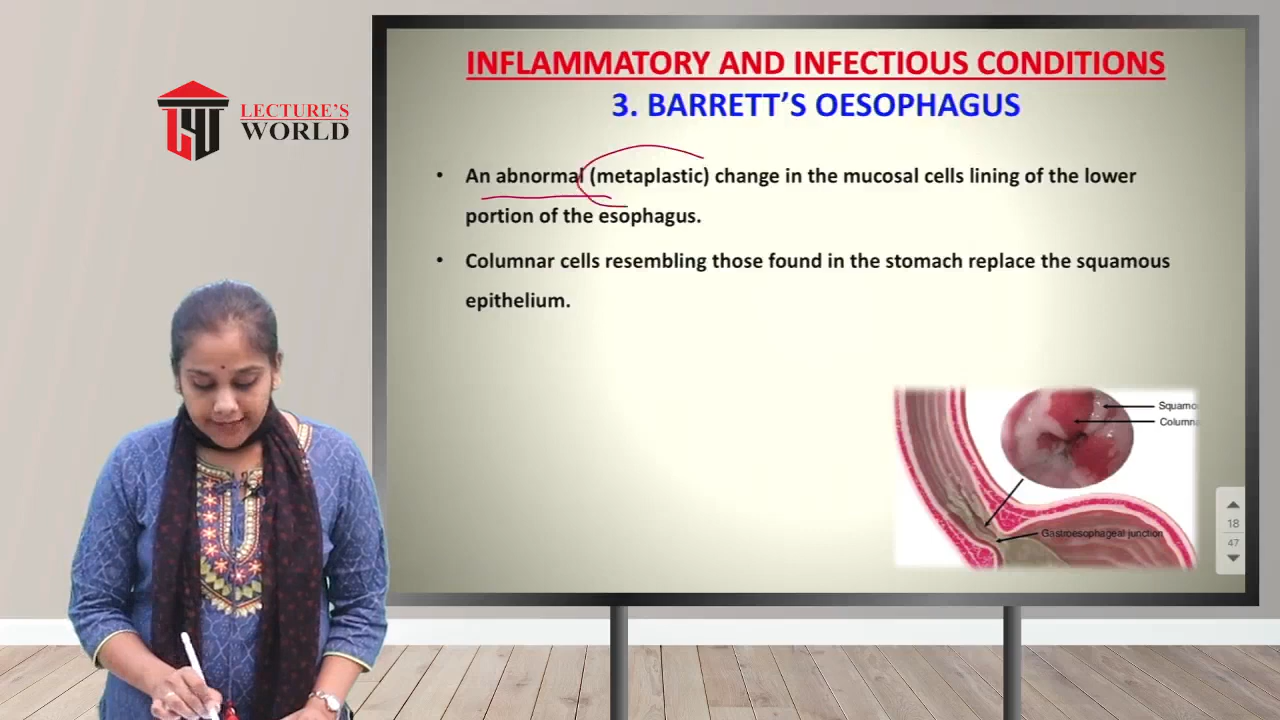 LECTURE'S
WORLD
INFLAMMATORY AND INFECTIOUS CONDITIONS
3. BARRETT'S OESOPHAGUS
• An abnormal (metaplastic) change in the mucosal cells lining of the lower
portion of the esophagus.
• Columnar cells resembling those found in the stomach replace the squamous
epithelium.
Squamo
Columna
Gastroesophageal junction
18
47